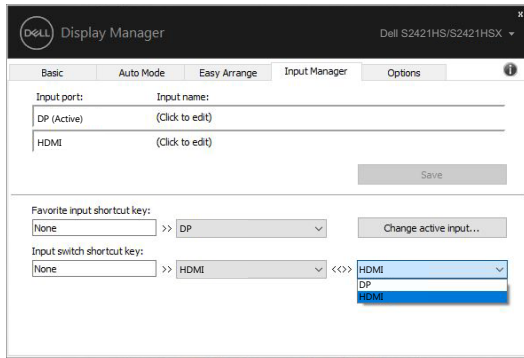 DELL Display Manager
x
Dell S2421HS/S2421HSX
Basic Auto Mode Easy Arrange Input Manager Options
Input port: Input name:
DP (Active) (Click to edit)
HDMI (Click to edit)
Save
Favorite input shortcut key:
None >> DP Change active input...
Input switch shortcut key:
None >> HDMI <<>> HDMI
DP
HDMI